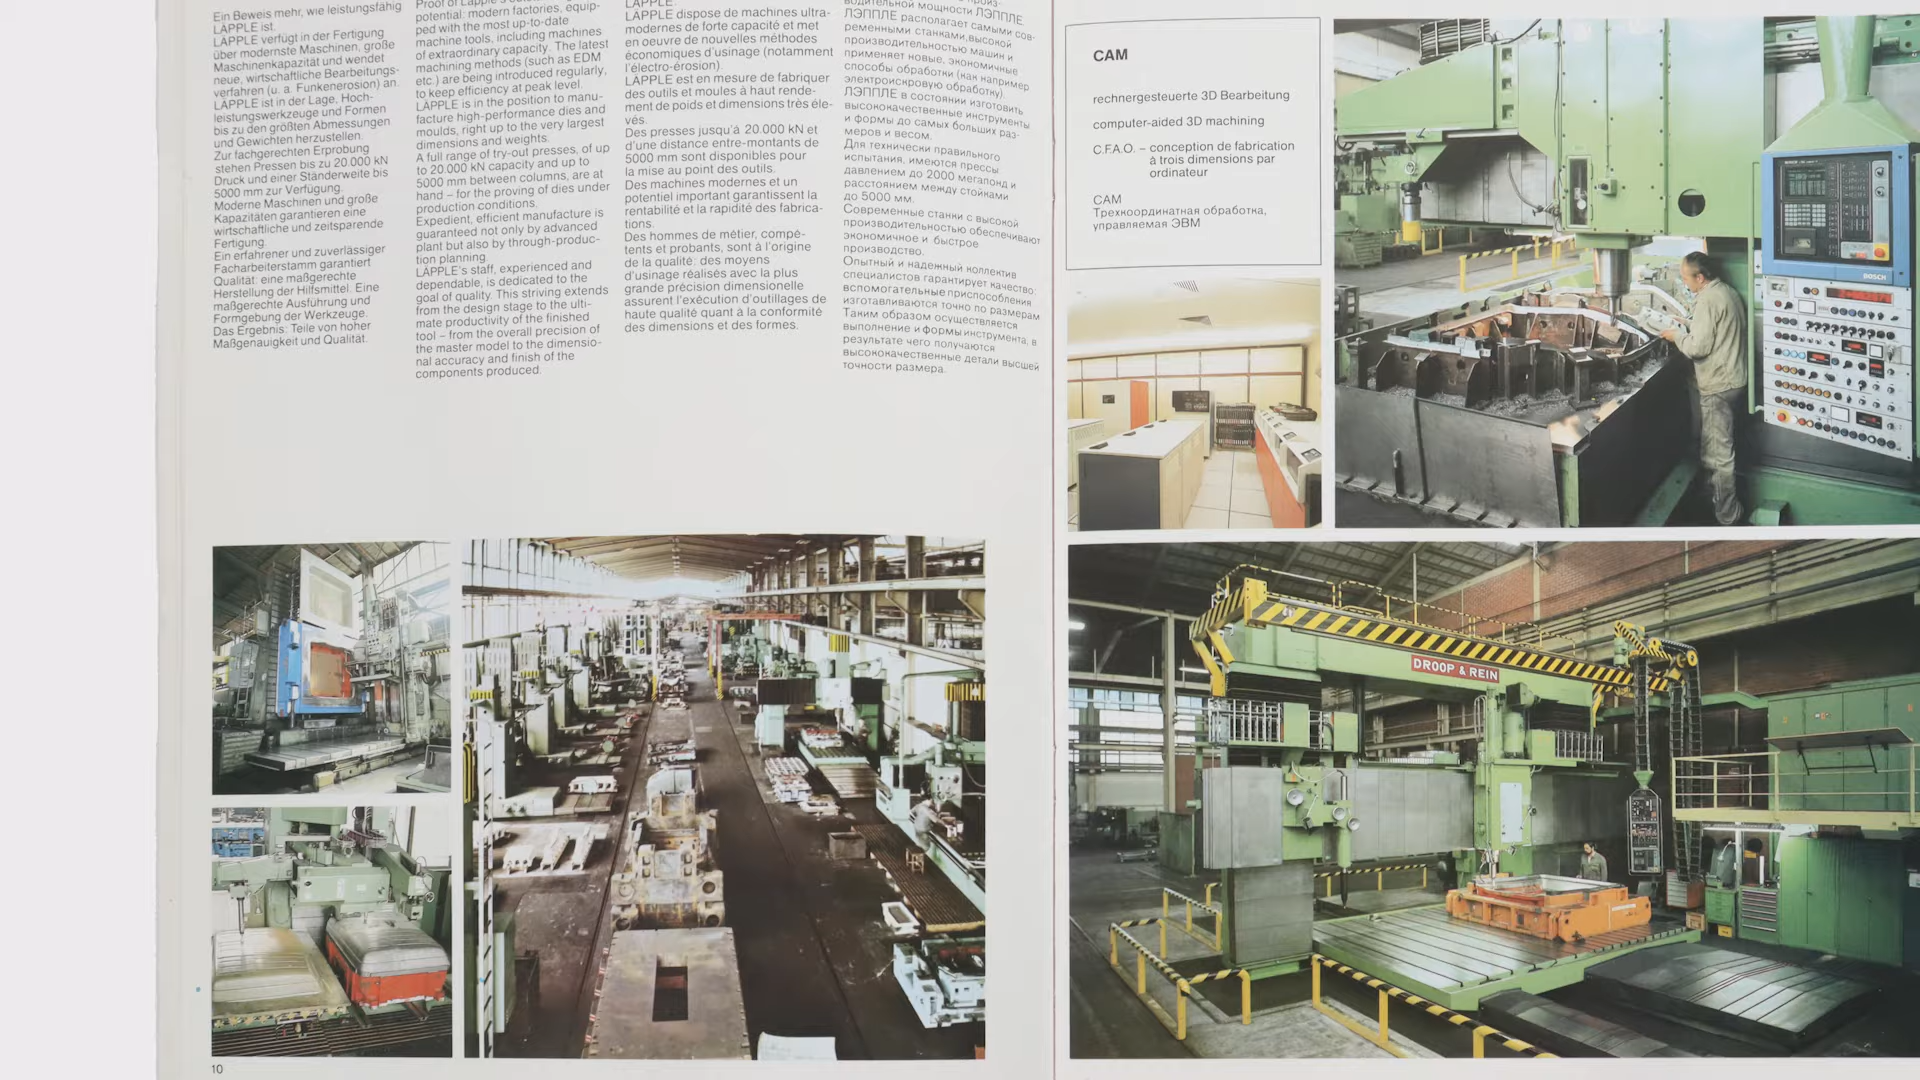 Ein Beweis mehr, wie leistungsfähig
LÄPPLE ist.
LÄPPLE verfügt in der Fertigung
über modernste Maschinen, große
Maschinenkapazität und wendet
neue, wirtschaftliche Bearbeitungs-
verfahren (u. a. Funkenerosion) an.
LÄPPLE ist in der Lage, Hoch-
leistungswerkzeuge und Formen
bis zu den größten Abmessungen
und Gewichten herzustellen.
Zur fachgerechten Erprobung
stehen Pressen bis zu 20.000 kN
Druck und einer Ständerweite bis
5000 mm zur Verfügung.
Moderne Maschinen und große
Kapazitäten garantieren eine
wirtschaftliche und zeitsparende
Fertigung.
Ein erfahrener und zuverlässiger
Facharbeiterstamm garantiert
Qualität: eine maßgerechte
Herstellung der Hilfsmittel. Eine
maßgerechte Ausführung und
Formgebung der Werkzeuge.
Das Ergebnis: Teile von hoher
Maßgenauigkeit und Qualität.
potential: modern factories, equip-
ped with the most up-to-date
machine tools, including machines
of extraordinary capacity. The latest
machining methods (such as EDM
etc.) are being introduced regularly,
to keep efficiency at peak level.
LÄPPLE is in the position to manu-
facture high-performance dies and
moulds, right up to the very largest
dimensions and weights.
A full range of try-out presses, of up
to 20.000 kN capacity and up to
5000 mm between columns, are at
hand – for the proving of dies under
production conditions.
Expedient, efficient manufacture is
guaranteed not only by advanced
plant but also by through-produc-
tion planning.
LÄPPLE's staff, experienced and
dependable, is dedicated to the
goal of quality. This striving extends
from the design stage to the ulti-
mate productivity of the finished
tool – from the overall precision of
the master model to the dimensio-
nal accuracy and finish of the
components produced.
LÄPPLE.
LÄPPLE dispose de machines ultra-
modernes de forte capacité et met
en oeuvre de nouvelles méthodes
économiques d'usinage (notamment
l'électro-érosion).
LÄPPLE est en mesure de fabriquer
des outils et moules à haut rende-
ment de poids et dimensions très éle-
vés.
Des presses jusqu'à 20.000 kN et
d'une distance entre-montants de
5000 mm sont disponibles pour
la mise au point des outils.
Des machines modernes et un
potentiel important garantissent la
rentabilité et la rapidité des fabrica-
tions.
Des hommes de métier, compé-
tents et probants, sont à l'origine
de la qualité: des moyens
d'usinage réalisés avec la plus
grande précision dimensionelle
assurent l'exécution d'outillages de
haute qualité quant à la conformité
des dimensions et des formes.
водительной мощности ЛЭППЛЕ.
ЛЭППЛЕ располагает самыми сов-
ременными станками,высокой
производительностью машин и
применяет новые, экономичные
способы обработки (как например
электроискровую обработку).
ЛЭППЛЕ в состоянии изготовить
высококачественные инструменты
и формы до самых больших раз-
меров и весом.
Для технически правильного
испытания, имеются прессы
давлением до 2000 мегапонд и
расстоянием между стойками
до 5000 мм.
Современные станки с высокой
производительностью обеспечивают
экономичное и быстрое
производство.
Опытный и надежный коллектив
специалистов гарантирует качество:
вспомогательные приспособления
изготавливаются точно по размерам
Таким образом осуществляется
выполнение и формы инструмента, в
результате чего получаются
высококачественные детали высшей
точности размера.
10
CAM
rechnergesteuerte 3D Bearbeitung
computer-aided 3D machining
C.F.A.O. – conception de fabrication
à trois dimensions par
ordinateur
CAM
Трехкоординатная обработка,
управляемая ЭВМ
BOSCH
DROOP & REIN